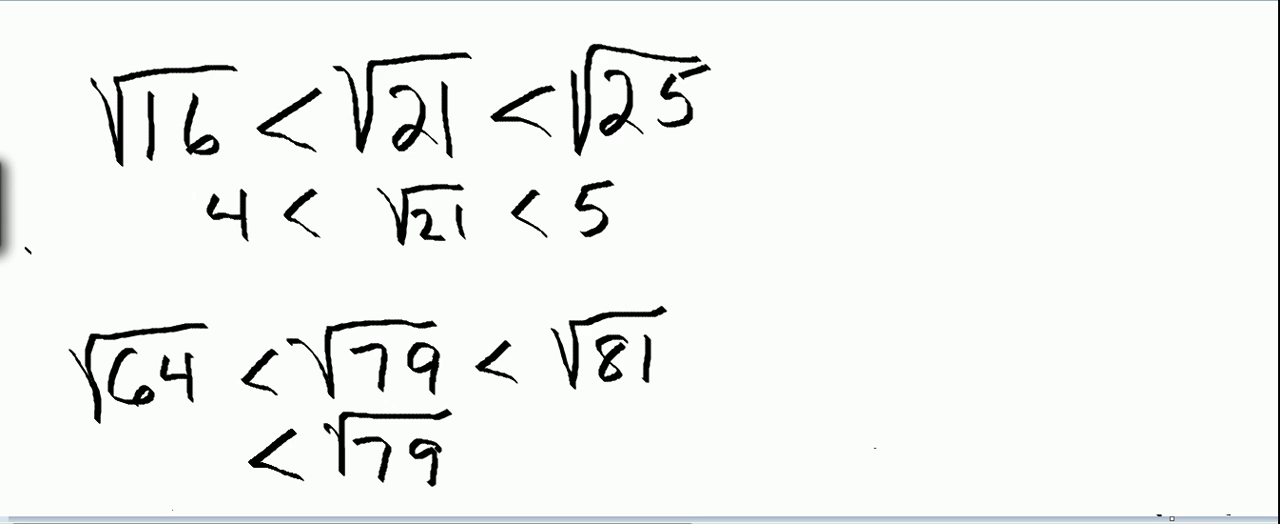 √16 < √21 < √25
4 < √21 < 5
√64 < √79 < √81
< √79